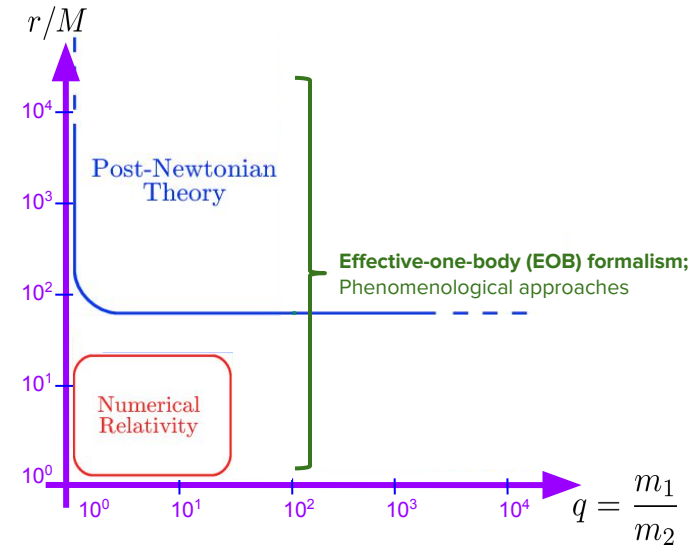 r/M
10⁴
Post-Newtonian
Theory
10³
Effective-one-body (EOB) formalism;
Phenomenological approaches
10²
10¹
Numerical
Relativity
10⁰
10⁰ 10¹ 10² 10³ 10⁴
q = m₁/m₂